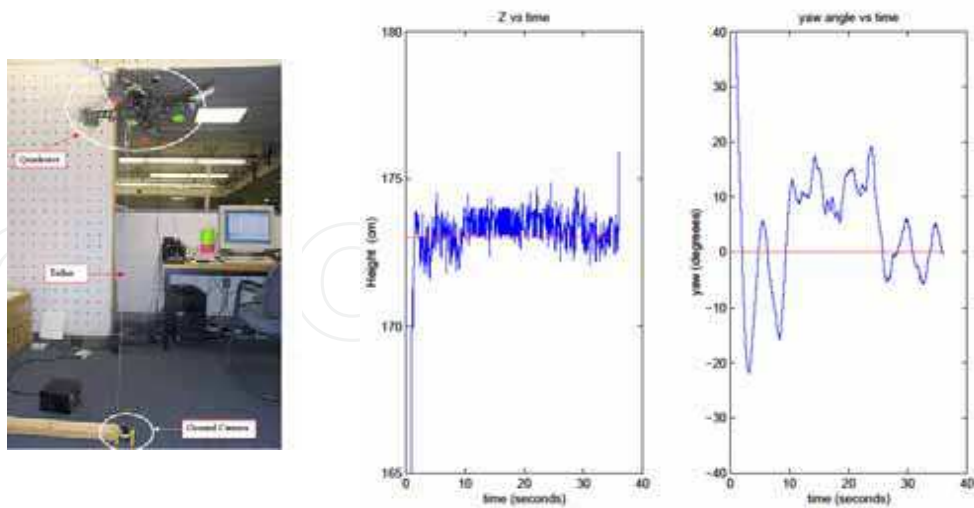 Quadrotor
Tether
Ground Camera
Z vs time
180
175
170
165
Height (cm)
0
20
40
time (seconds)
yaw angle vs time
40
30
20
10
0
−10
−20
−30
−40
yaw (degrees)
0
10
20
30
40
time (seconds)